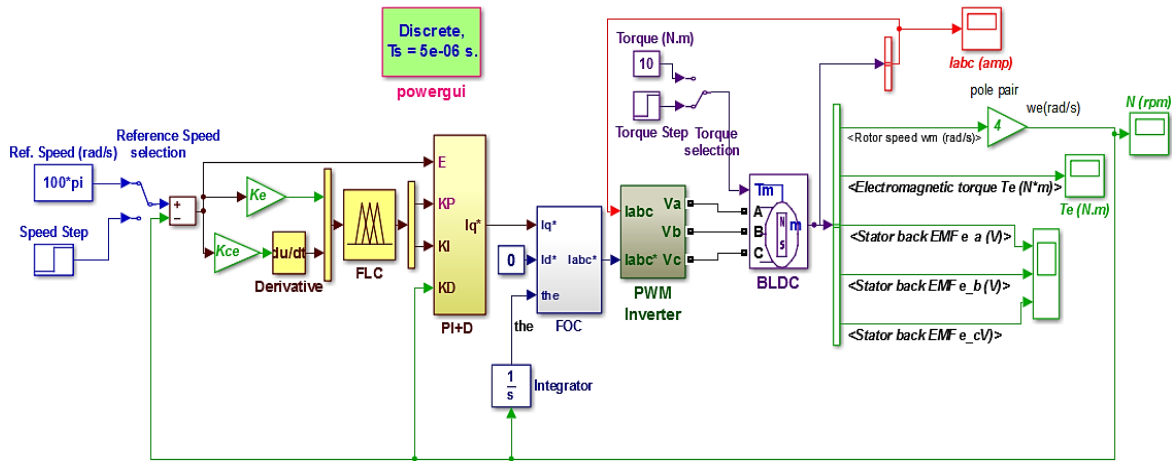 Discrete,
Ts = 5e-06 s.
powergui
Torque (N.m)
10
Torque Step
Torque
selection
Iabc (amp)
pole pair
we(rad/s)
4
N (rpm)
<Rotor speed wm (rad/s)>
<Electromagnetic torque Te (N*m)>
Te (N.m)
<Stator back EMF e_a (V)>
<Stator back EMF e_b (V)>
<Stator back EMF e_cV)>
Reference Speed
selection
Ref. Speed (rad/s)
100*pi
Speed Step
+
−
Ke
Kce
du/dt
Derivative
FLC
E
KP
KI
KD
Iq*
PI+D
Iq*
0
Id*
the
Iabc*
FOC
the
1
s
Integrator
Iabc
Iabc*
Va
Vb
Vc
PWM
Inverter
Tm
A
B
C
N
S
m
BLDC